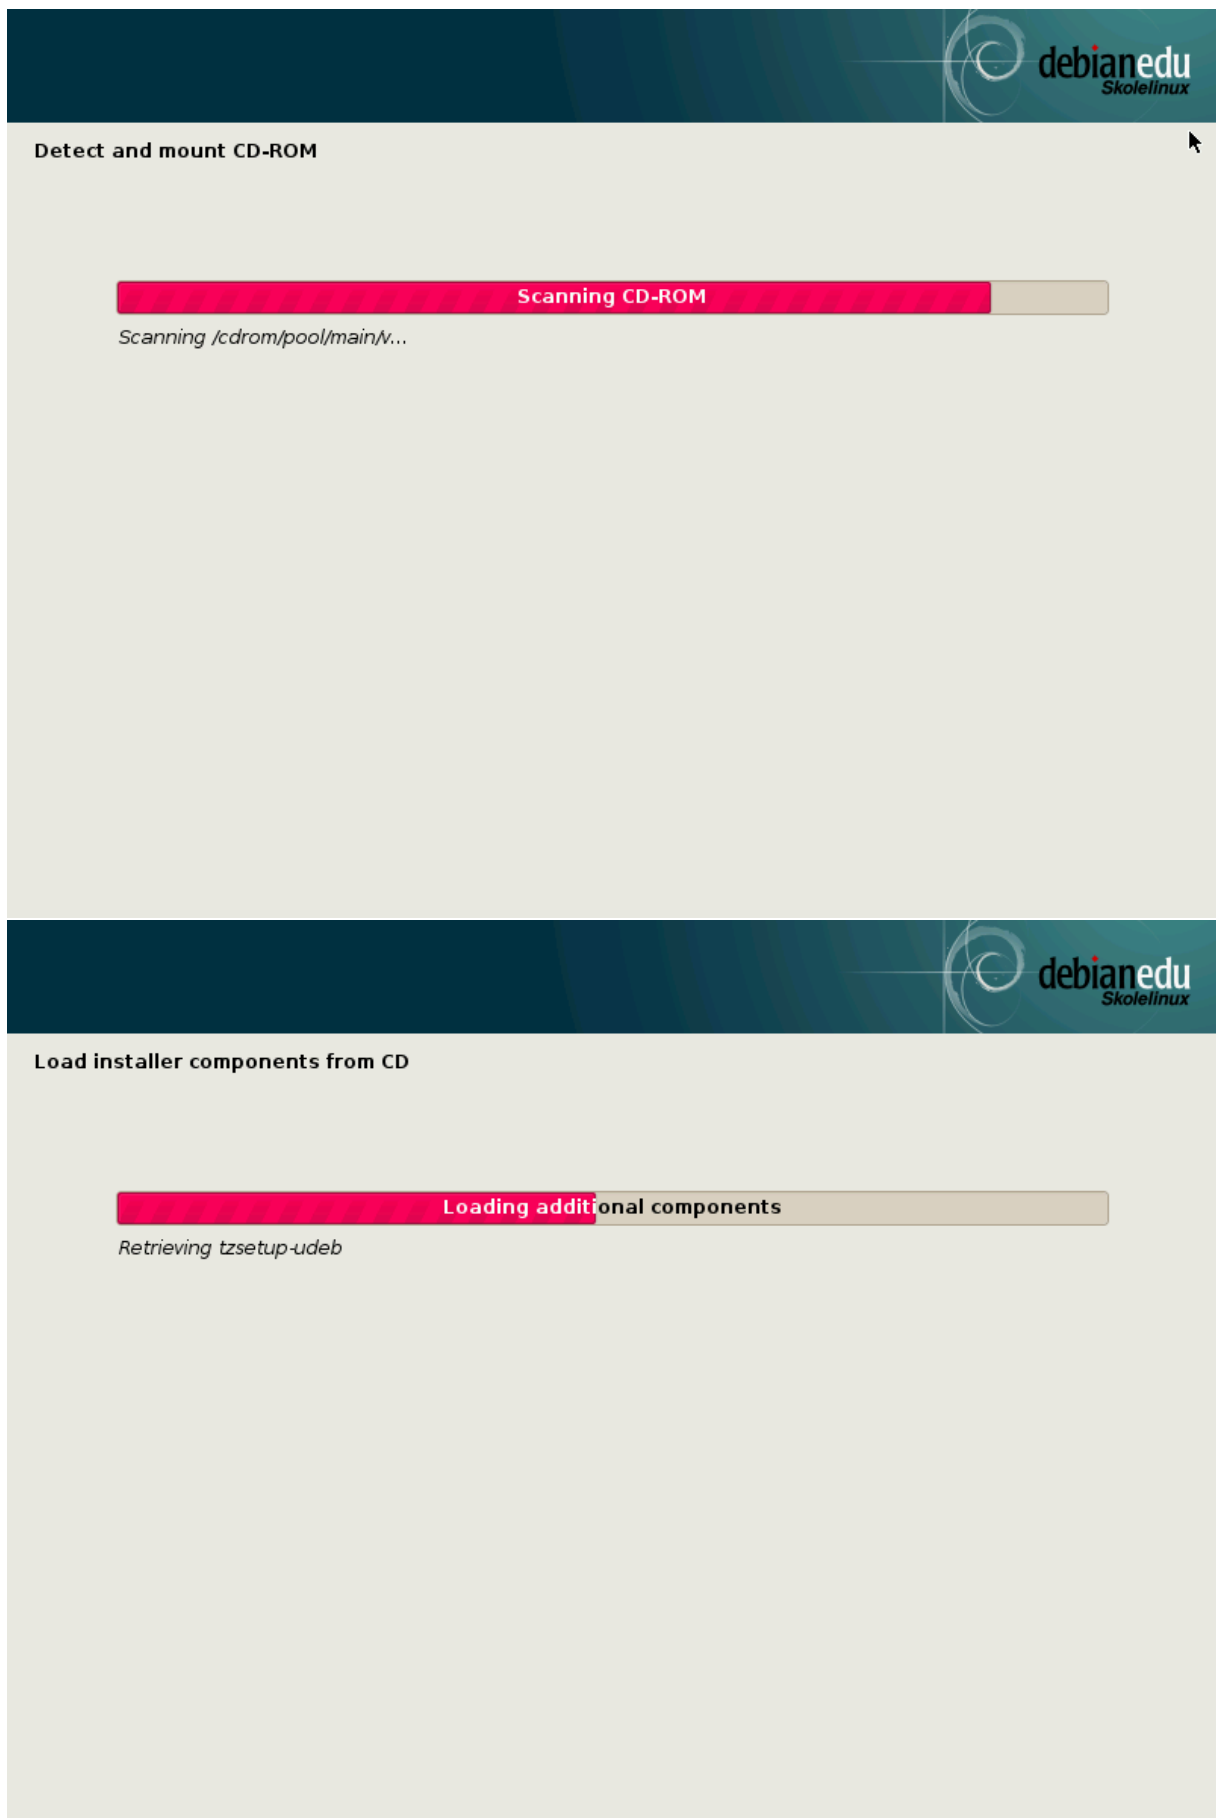 debianedu
Skolelinux
Detect and mount CD-ROM
Scanning CD-ROM
Scanning /cdrom/pool/main/v...
debianedu
Skolelinux
Load installer components from CD
Loading additional components
Retrieving tzsetup-udeb